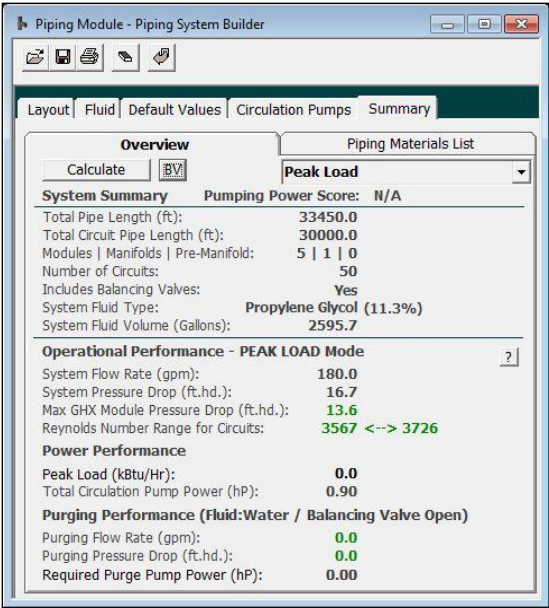 Piping Module - Piping System Builder
Layout Fluid Default Values Circulation Pumps Summary
Overview Piping Materials List
Calculate BV Peak Load
System Summary Pumping Power Score: N/A
Total Pipe Length (ft): 33450.0
Total Circuit Pipe Length (ft): 30000.0
Modules | Manifolds | Pre-Manifold: 5 | 1 | 0
Number of Circuits: 50
Includes Balancing Valves: Yes
System Fluid Type: Propylene Glycol (11.3%)
System Fluid Volume (Gallons): 2595.7
Operational Performance - PEAK LOAD Mode ?
System Flow Rate (gpm): 180.0
System Pressure Drop (ft.hd.): 16.7
Max GHX Module Pressure Drop (ft.hd.): 13.6
Reynolds Number Range for Circuits: 3567 <--> 3726
Power Performance
Peak Load (kBtu/Hr): 0.0
Total Circulation Pump Power (hP): 0.90
Purging Performance (Fluid:Water / Balancing Valve Open)
Purging Flow Rate (gpm): 0.0
Purging Pressure Drop (ft.hd.): 0.0
Required Purge Pump Power (hP): 0.00